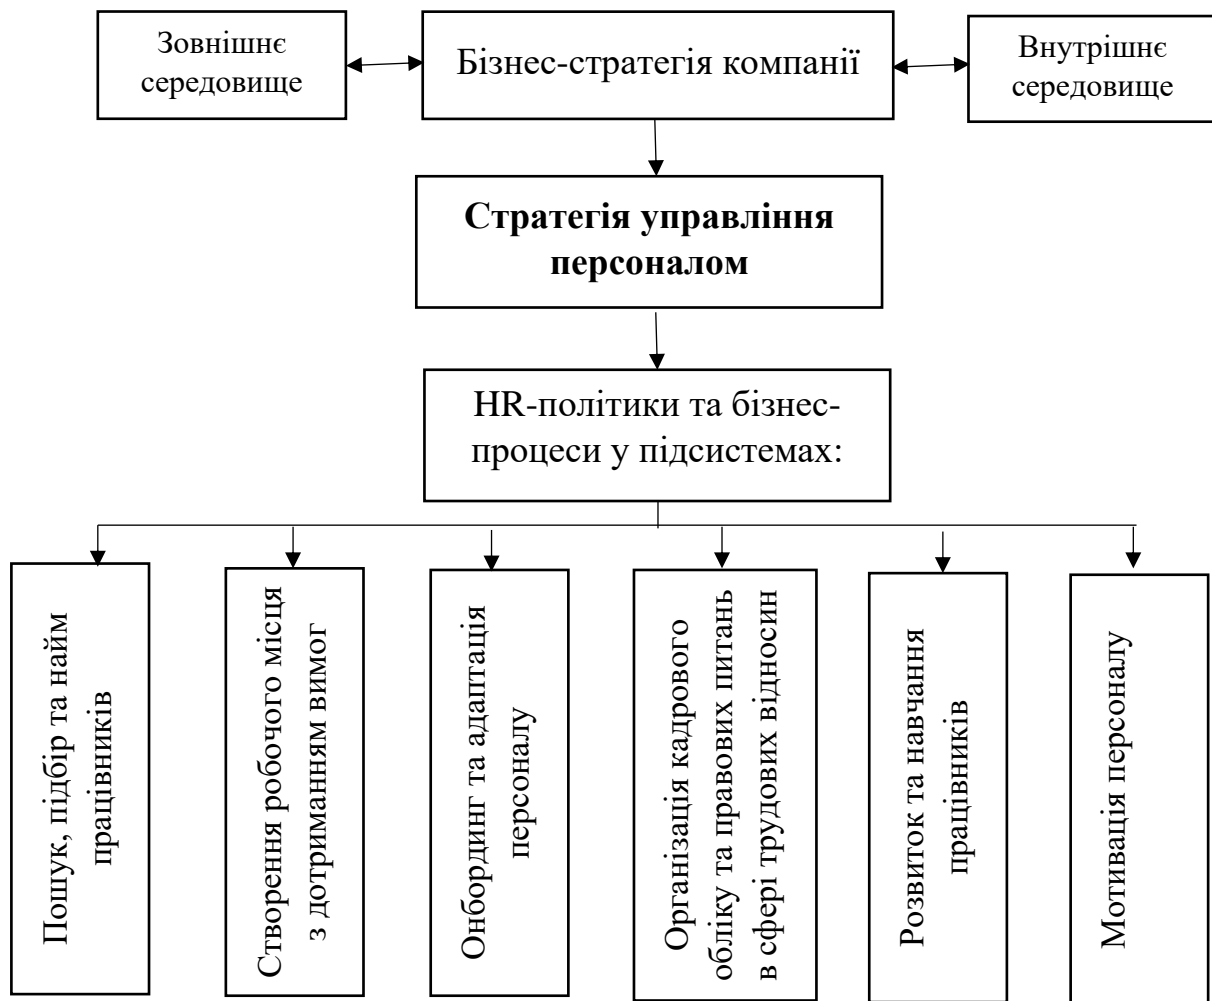 Зовнішнє
середовище
Бізнес-стратегія компанії
Внутрішнє
середовище
Стратегія управління
персоналом
HR-політики та бізнес-
процеси у підсистемах:
Пошук, підбір та найм
працівників
Створення робочого місця
з дотриманням вимог
Онбординг та адаптація
персоналу
Організація кадрового
обліку та правових питань
в сфері трудових відносин
Розвиток та навчання
працівників
Мотивація персоналу